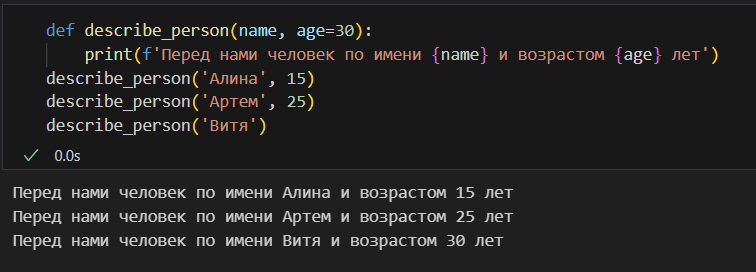 def describe_person(name, age=30):
    print(f'Перед нами человек по имени {name} и возрастом {age} лет')
describe_person('Алина', 15)
describe_person('Артем', 25)
describe_person('Витя')
0.0s
Перед нами человек по имени Алина и возрастом 15 лет
Перед нами человек по имени Артем и возрастом 25 лет
Перед нами человек по имени Витя и возрастом 30 лет